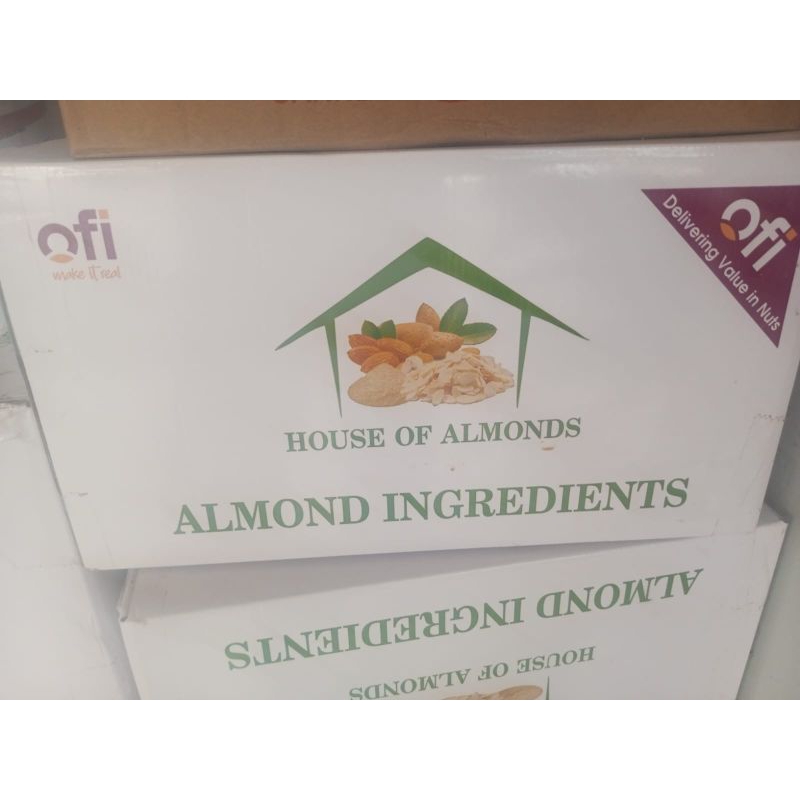 ofi
make it real
Delivering Value in Nuts
ofi
HOUSE OF ALMONDS
ALMOND INGREDIENTS
ALMOND INGREDIENTS
HOUSE OF ALMONDS